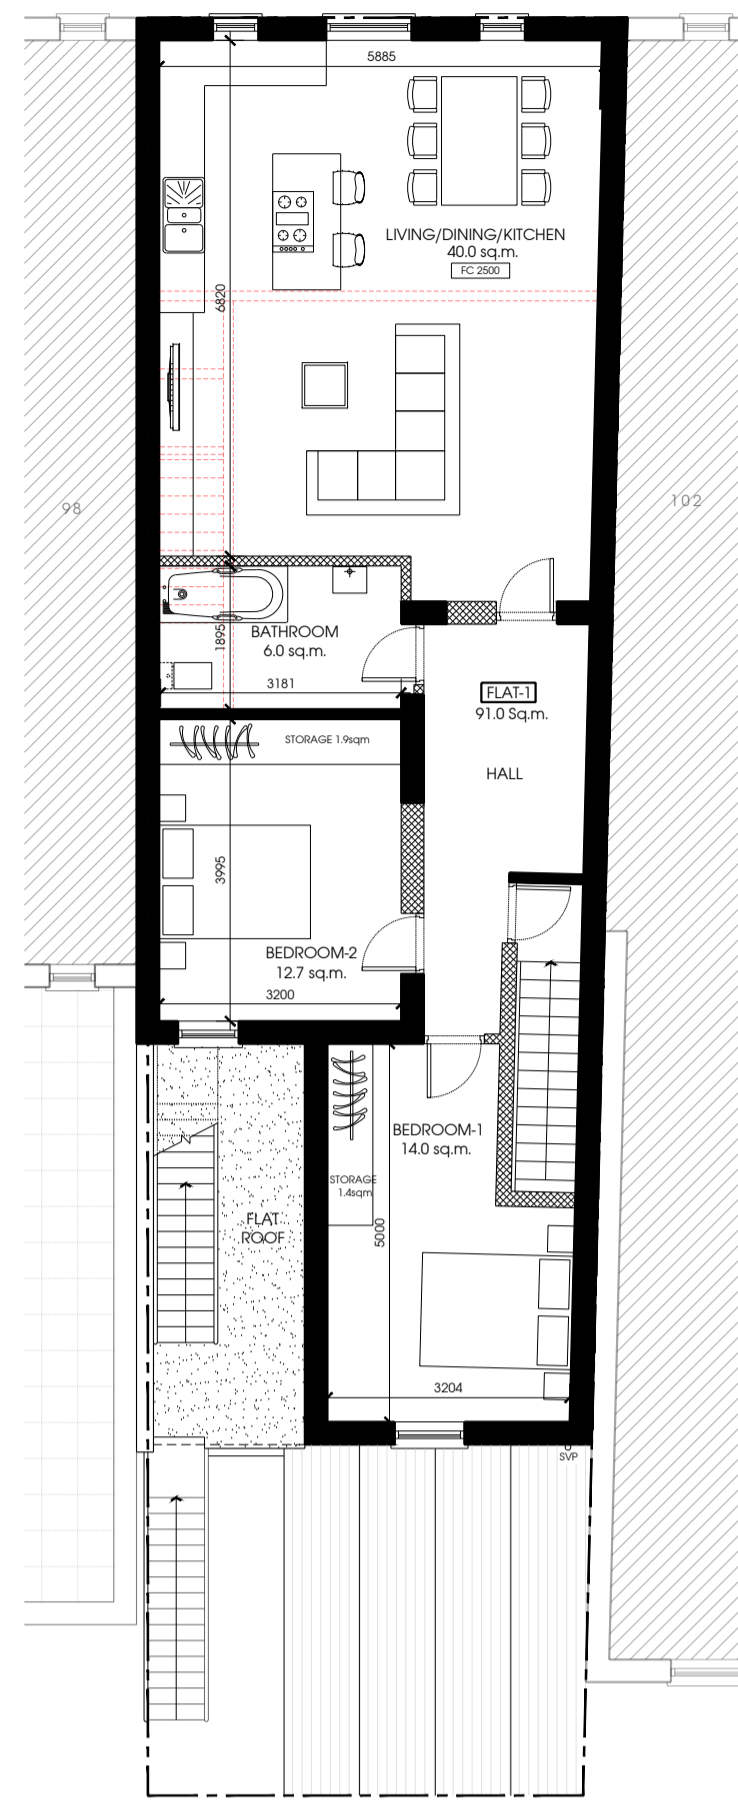 5885
LIVING/DINING/KITCHEN
40.0 sq.m.
FC 2500
6820
98
102
BATHROOM
6.0 sq.m.
1895
3181
FLAT-1
91.0 Sq.m.
STORAGE 1.9sqm
HALL
3995
BEDROOM-2
12.7 sq.m.
3200
BEDROOM-1
14.0 sq.m.
STORAGE
1.4sqm
FLAT
ROOF
5000
3204
SVP